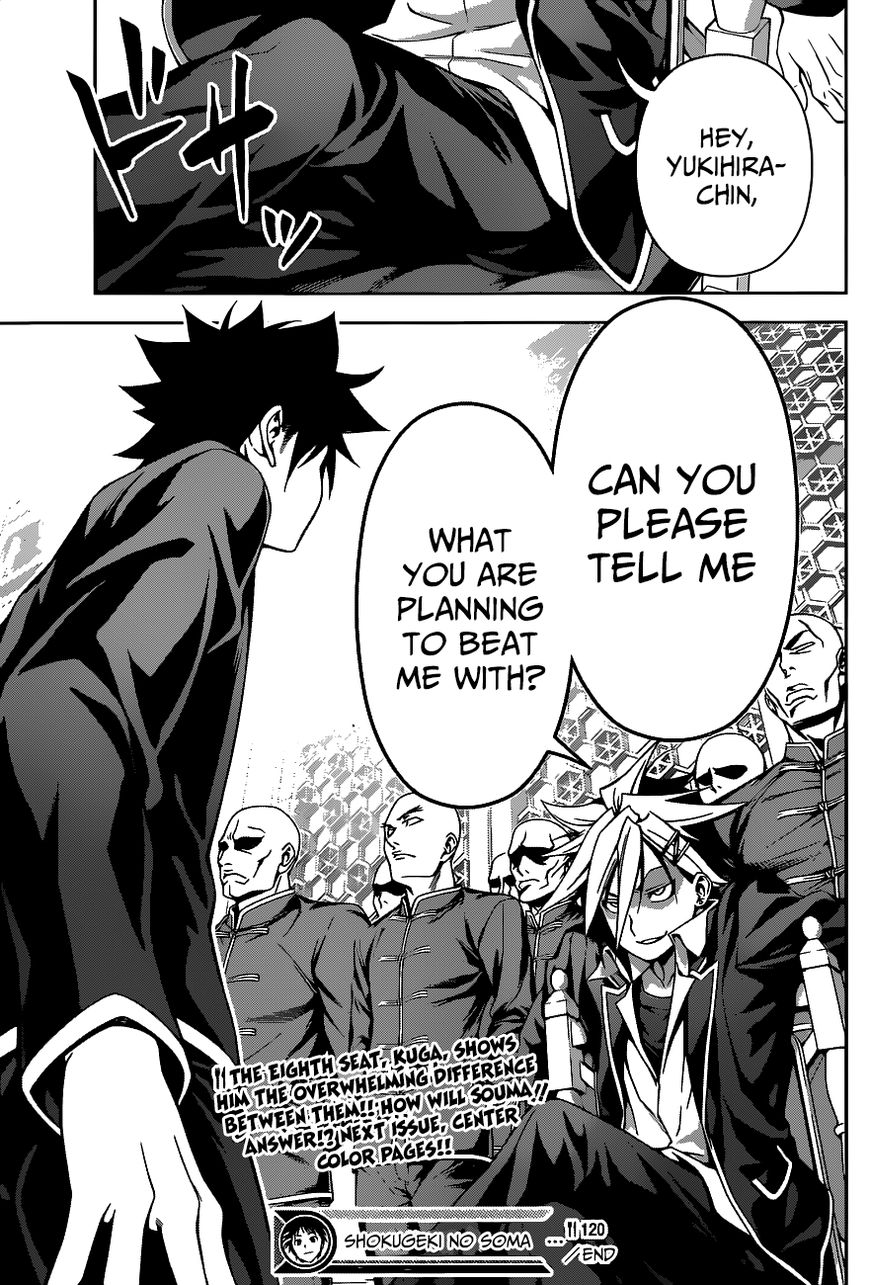 ドドッ
HEY,
YUKIHIRA-
CHIN,
CAN YOU
PLEASE
TELL ME
WHAT
YOU ARE
PLANNING
TO BEAT
ME WITH?
THE EIGHTH SEAT, KUGA, SHOWS
HIM THE OVERWHELMING DIFFERENCE
BETWEEN THEM!! HOW WILL SOUMA
ANSWER!? NEXT ISSUE, CENTER
COLOR PAGES!!
SHOKUGEKI NO SOMA ... 120
/END